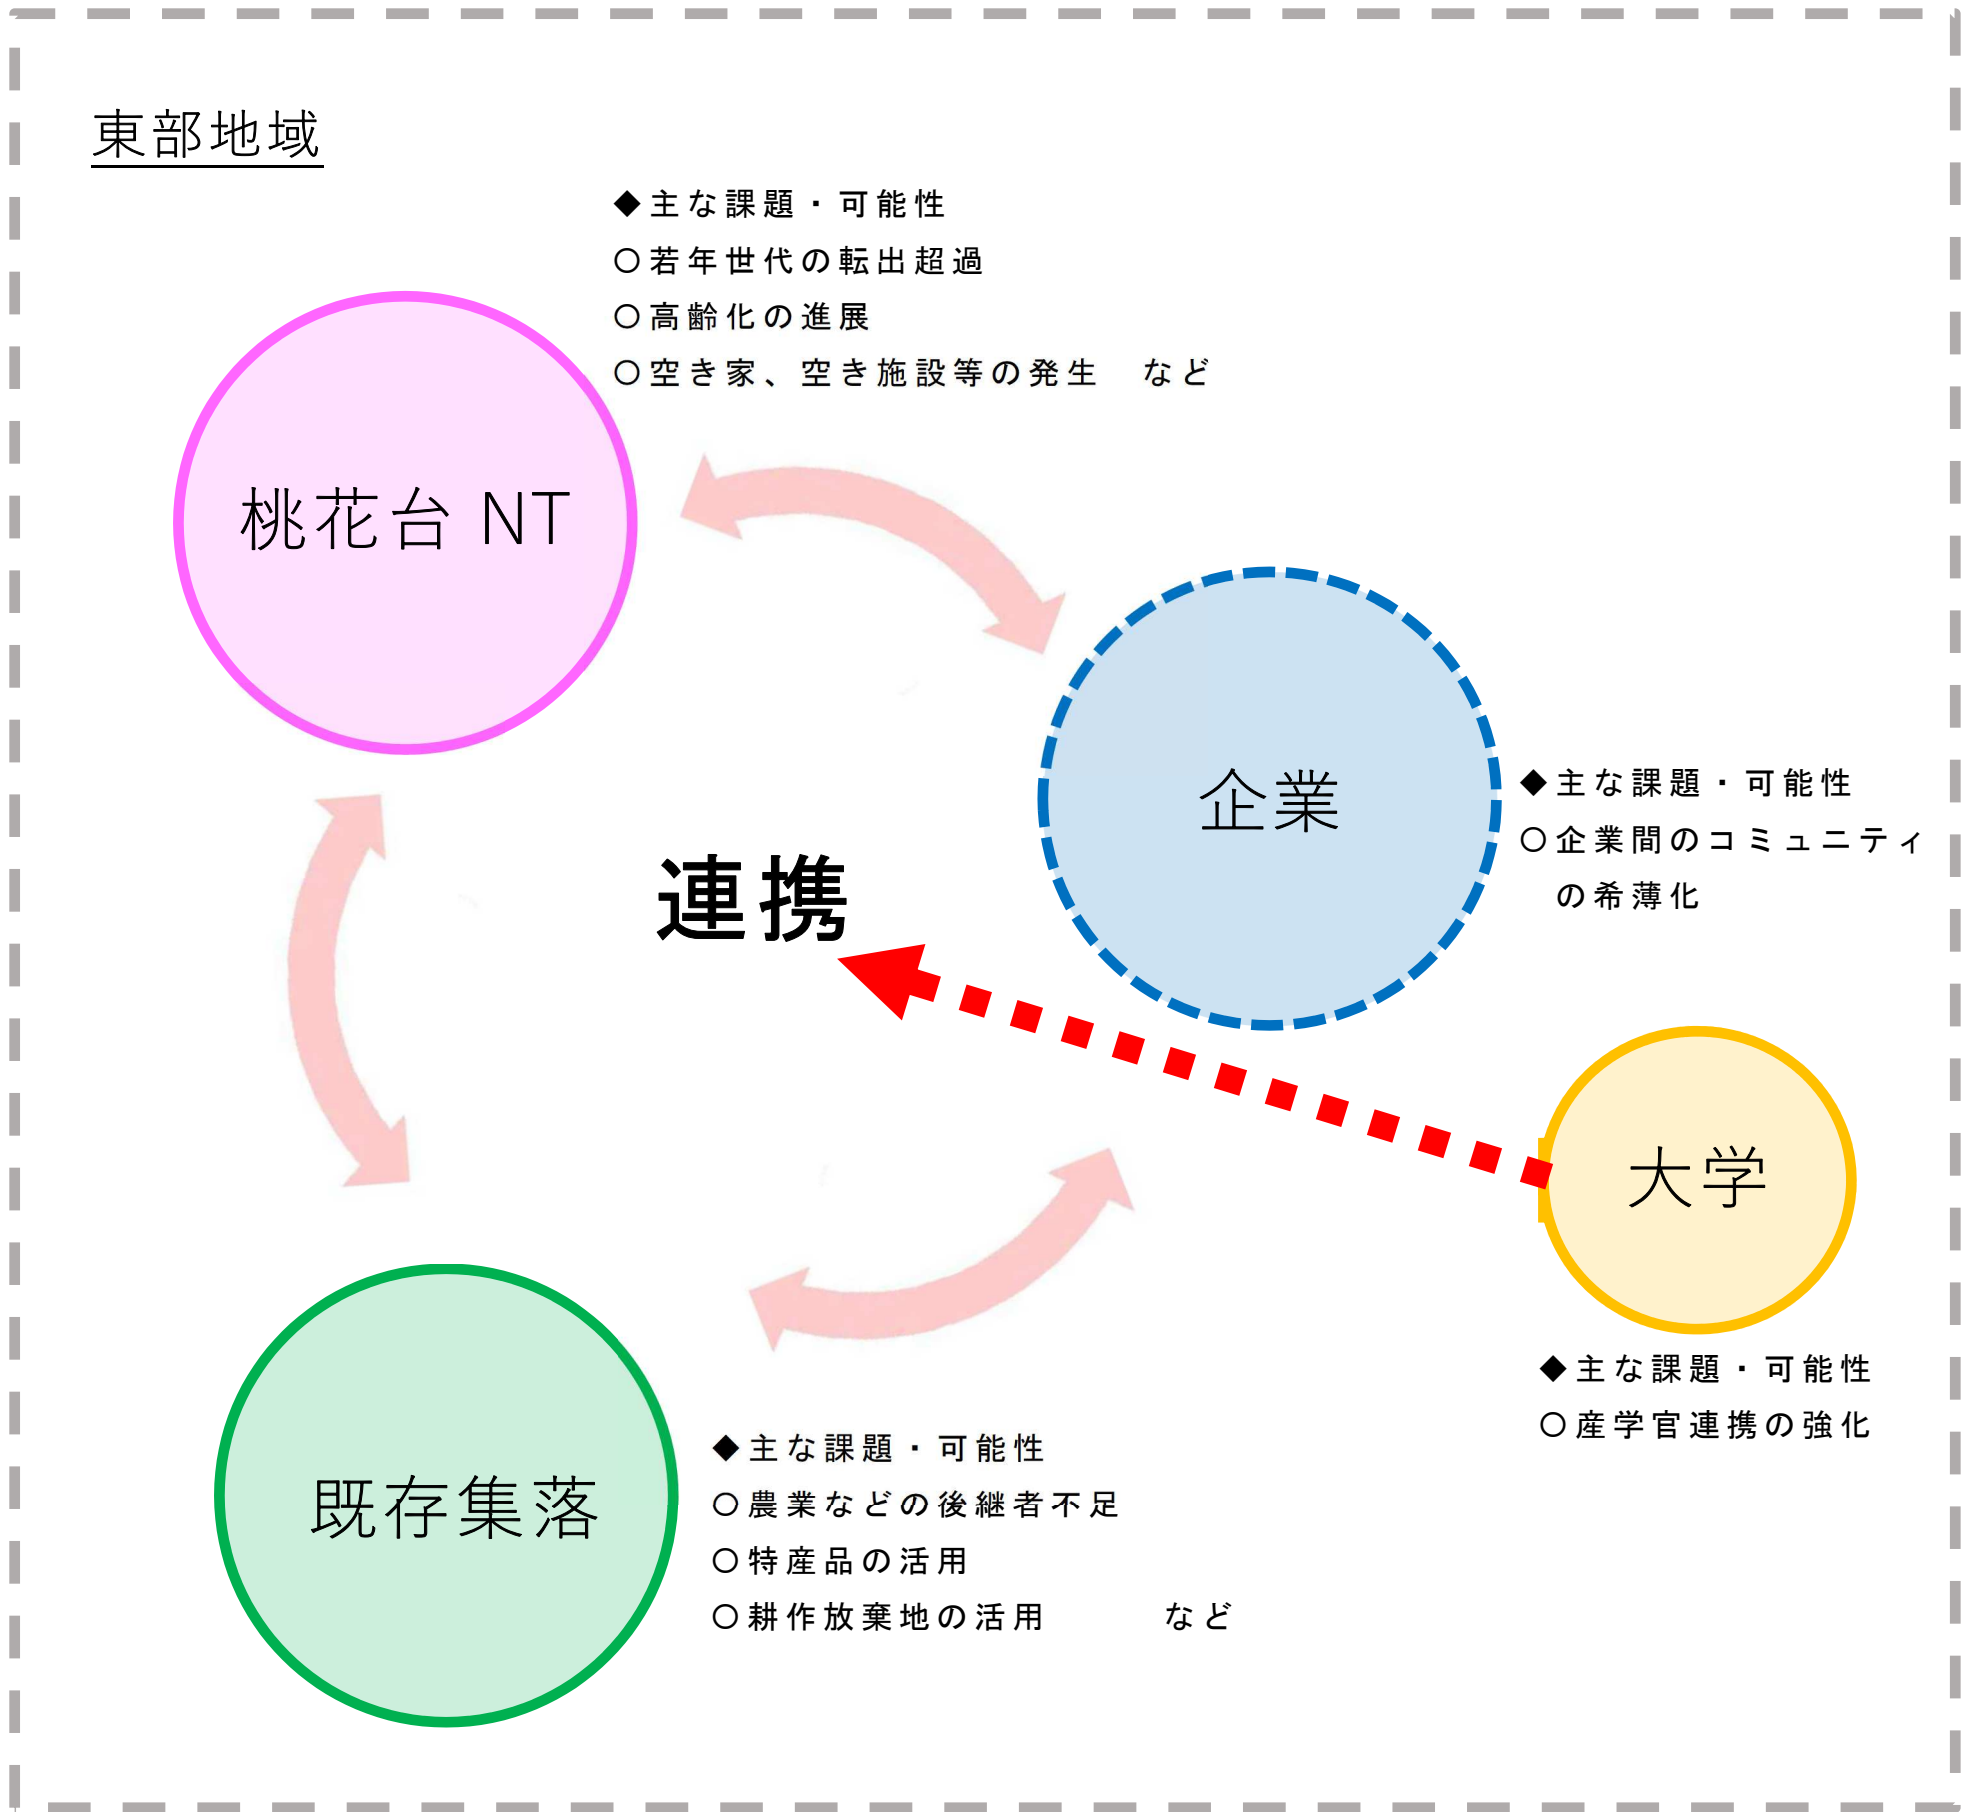 東部地域
◆主な課題・可能性
○若年世代の転出超過
○高齢化の進展
○空き家、空き施設等の発生　など
桃花台 NT
企業
◆主な課題・可能性
○企業間のコミュニティ
の希薄化
連携
大学
◆主な課題・可能性
○産学官連携の強化
既存集落
◆主な課題・可能性
○農業などの後継者不足
○特産品の活用
○耕作放棄地の活用　　　など